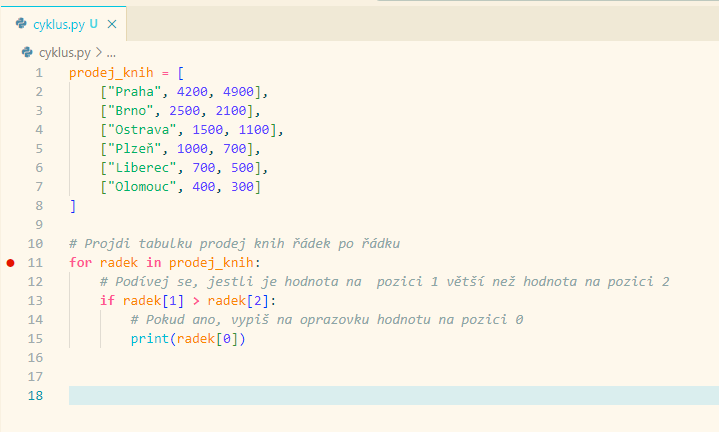 cyklus.py U ×
cyklus.py > ...
1 prodej_knih = [
2 ["Praha", 4200, 4900],
3 ["Brno", 2500, 2100],
4 ["Ostrava", 1500, 1100],
5 ["Plzeň", 1000, 700],
6 ["Liberec", 700, 500],
7 ["Olomouc", 400, 300]
8 ]
9
10 # Projdi tabulku prodej knih řádek po řádku
11 for radek in prodej_knih:
12 # Podívej se, jestli je hodnota na  pozici 1 větší než hodnota na pozici 2
13 if radek[1] > radek[2]:
14 # Pokud ano, vypiš na oprazovku hodnotu na pozici 0
15 print(radek[0])
16
17
18